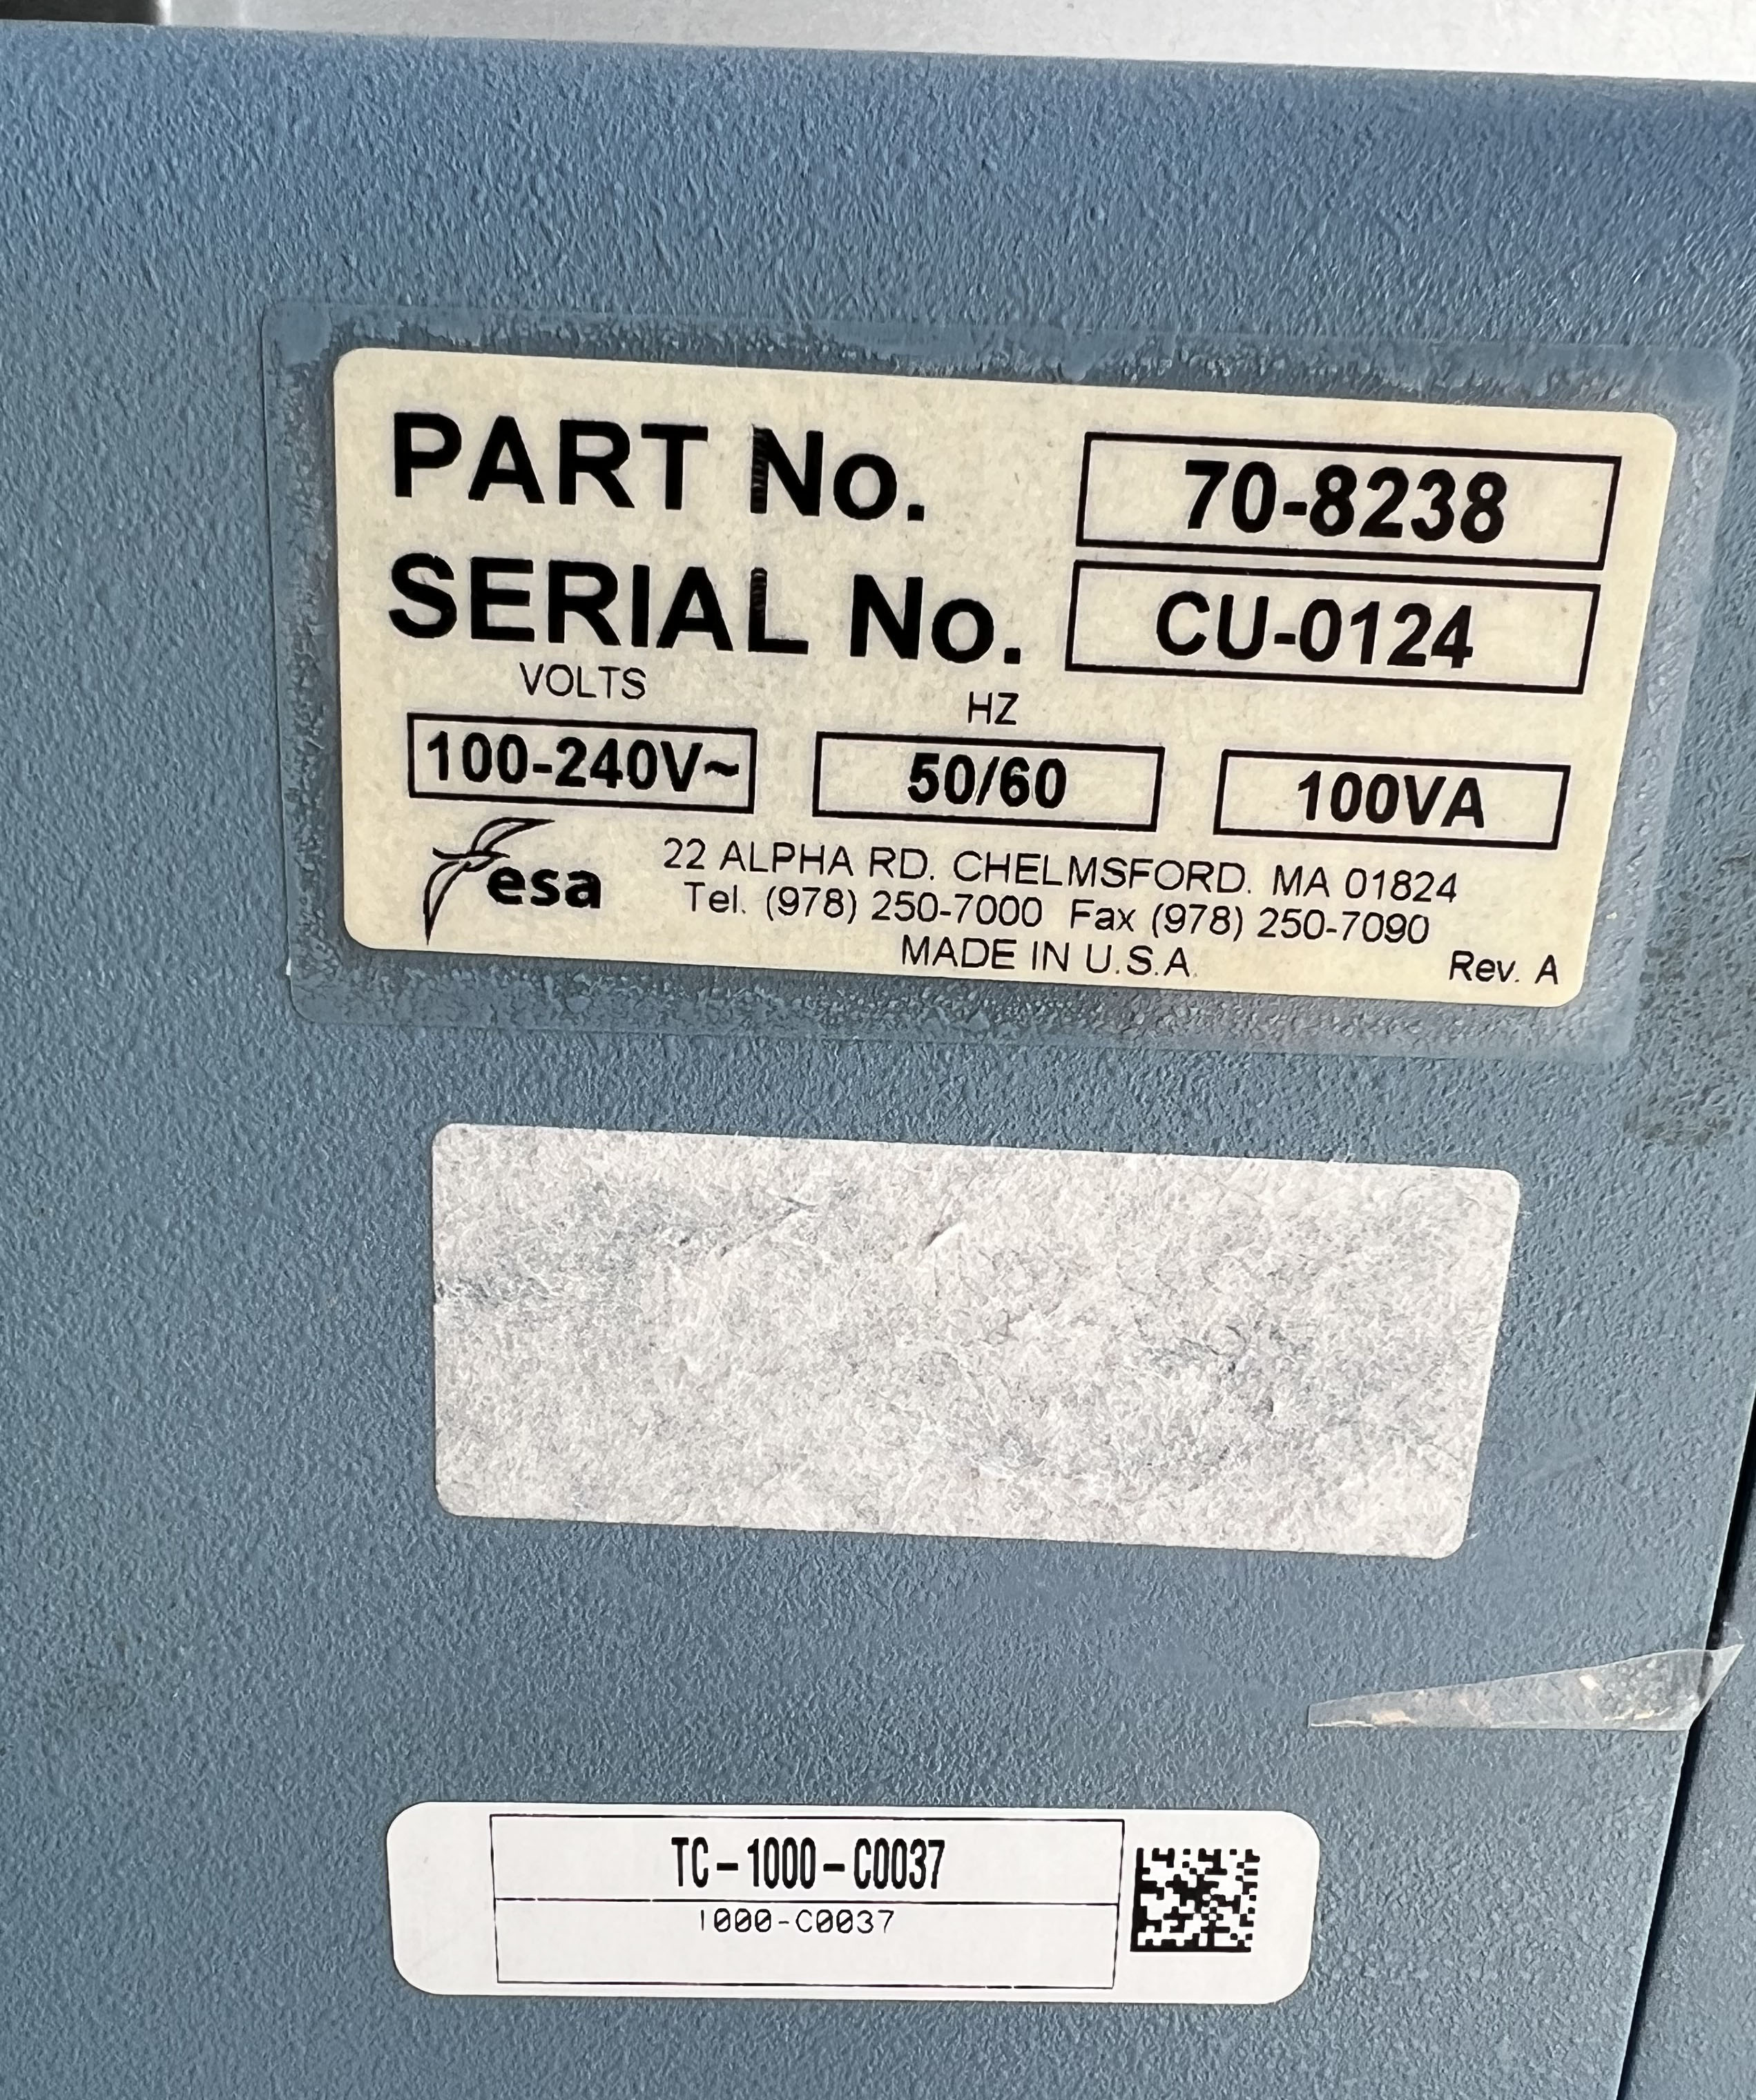 PART No. 70-8238
SERIAL No. CU-0124
VOLTS HZ
100-240V~ 50/60 100VA
esa 22 ALPHA RD. CHELMSFORD. MA 01824
Tel. (978) 250-7000 Fax (978) 250-7090
MADE IN U.S.A.
Rev. A
TC-1000-C0037
1000-C0037